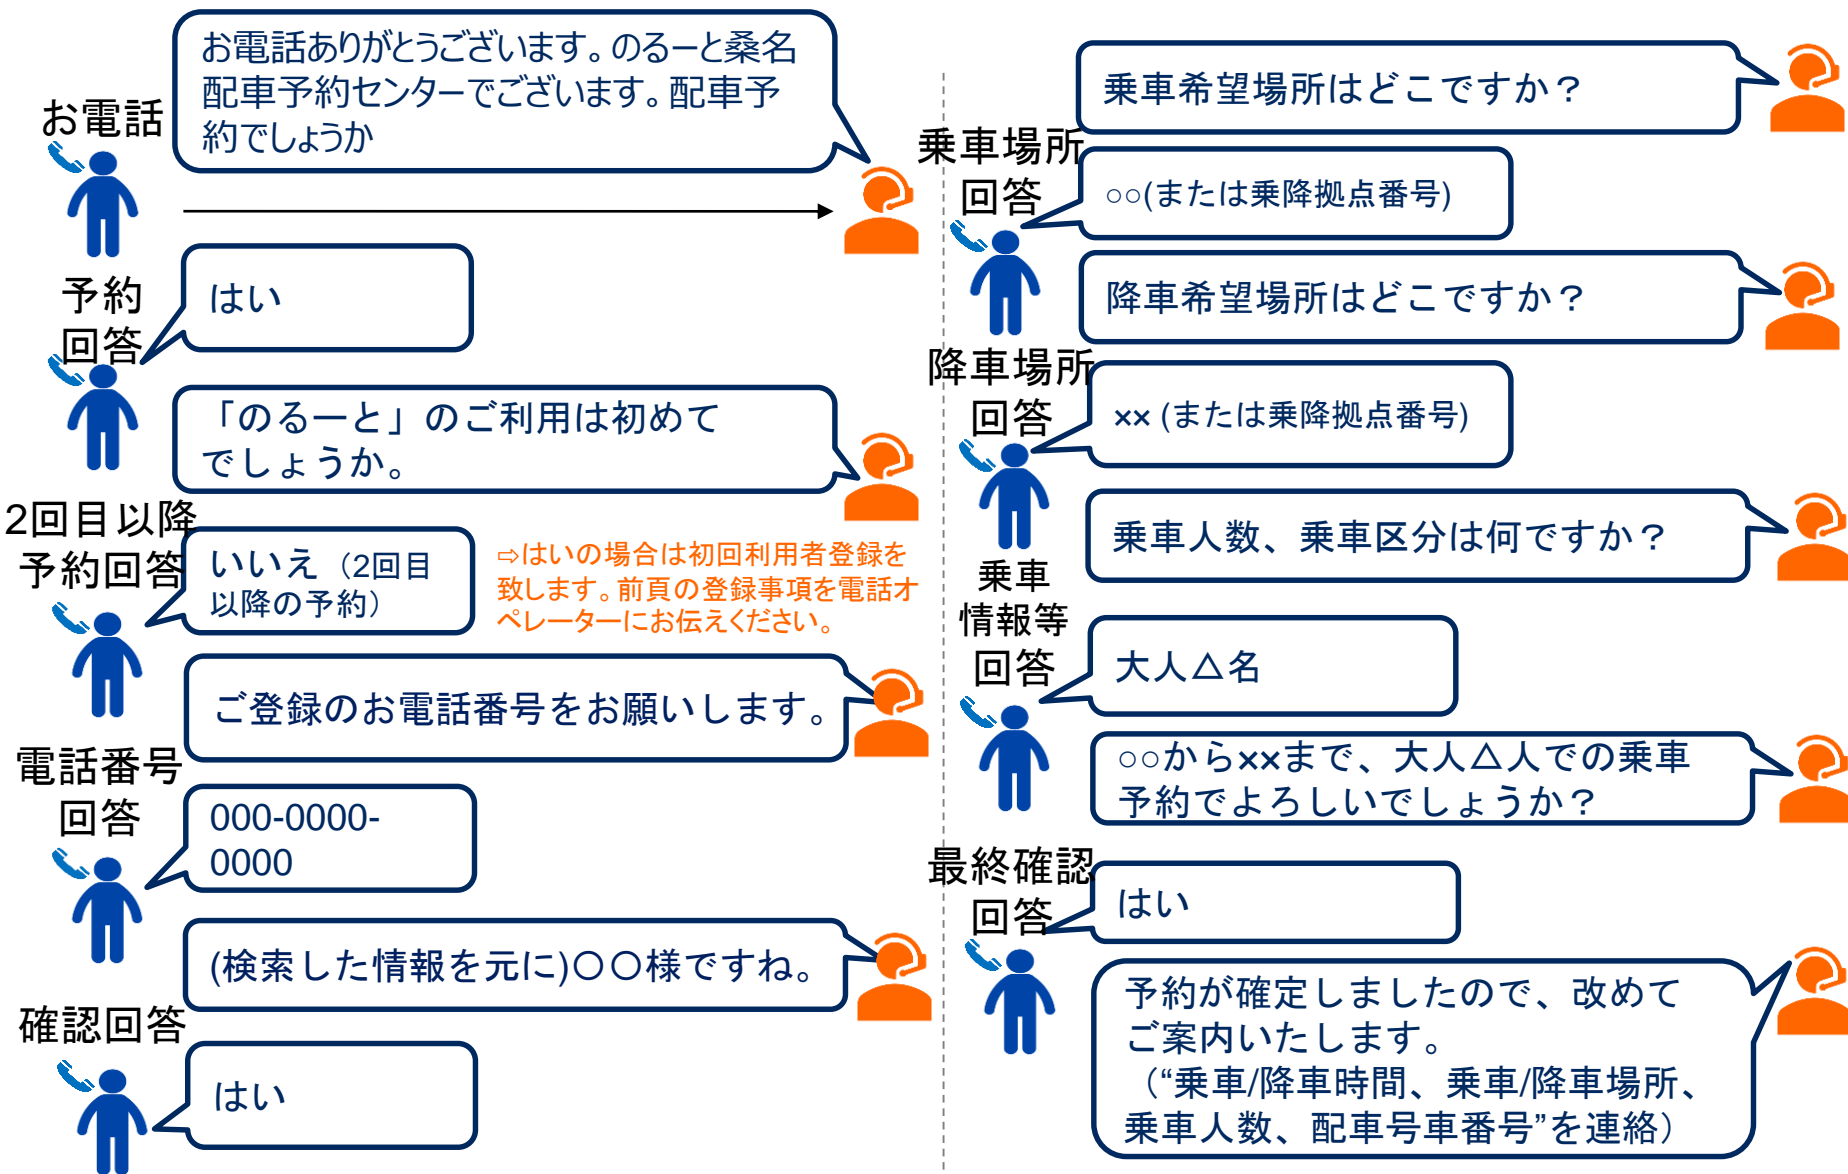 お電話
お電話ありがとうございます。のるーと桑名
配車予約センターでございます。配車予
約でしょうか
予約
回答
はい
「のるーと」のご利用は初めて
でしょうか。
2回目以降
予約回答
いいえ（2回目
以降の予約）
⇨はいの場合は初回利用者登録を
致します。前頁の登録事項を電話オ
ペレーターにお伝えください。
ご登録のお電話番号をお願いします。
電話番号
回答
000-0000-
0000
(検索した情報を元に)〇〇様ですね。
確認回答
はい
乗車希望場所はどこですか？
乗車場所
回答
○○(または乗降拠点番号)
降車希望場所はどこですか？
降車場所
回答
×× (または乗降拠点番号)
乗車人数、乗車区分は何ですか？
乗車
情報等
回答
大人△名
○○から××まで、大人△人での乗車
予約でよろしいでしょうか？
最終確認
回答
はい
予約が確定しましたので、改めて
ご案内いたします。
（“乗車/降車時間、乗車/降車場所、
乗車人数、配車号車番号”を連絡）